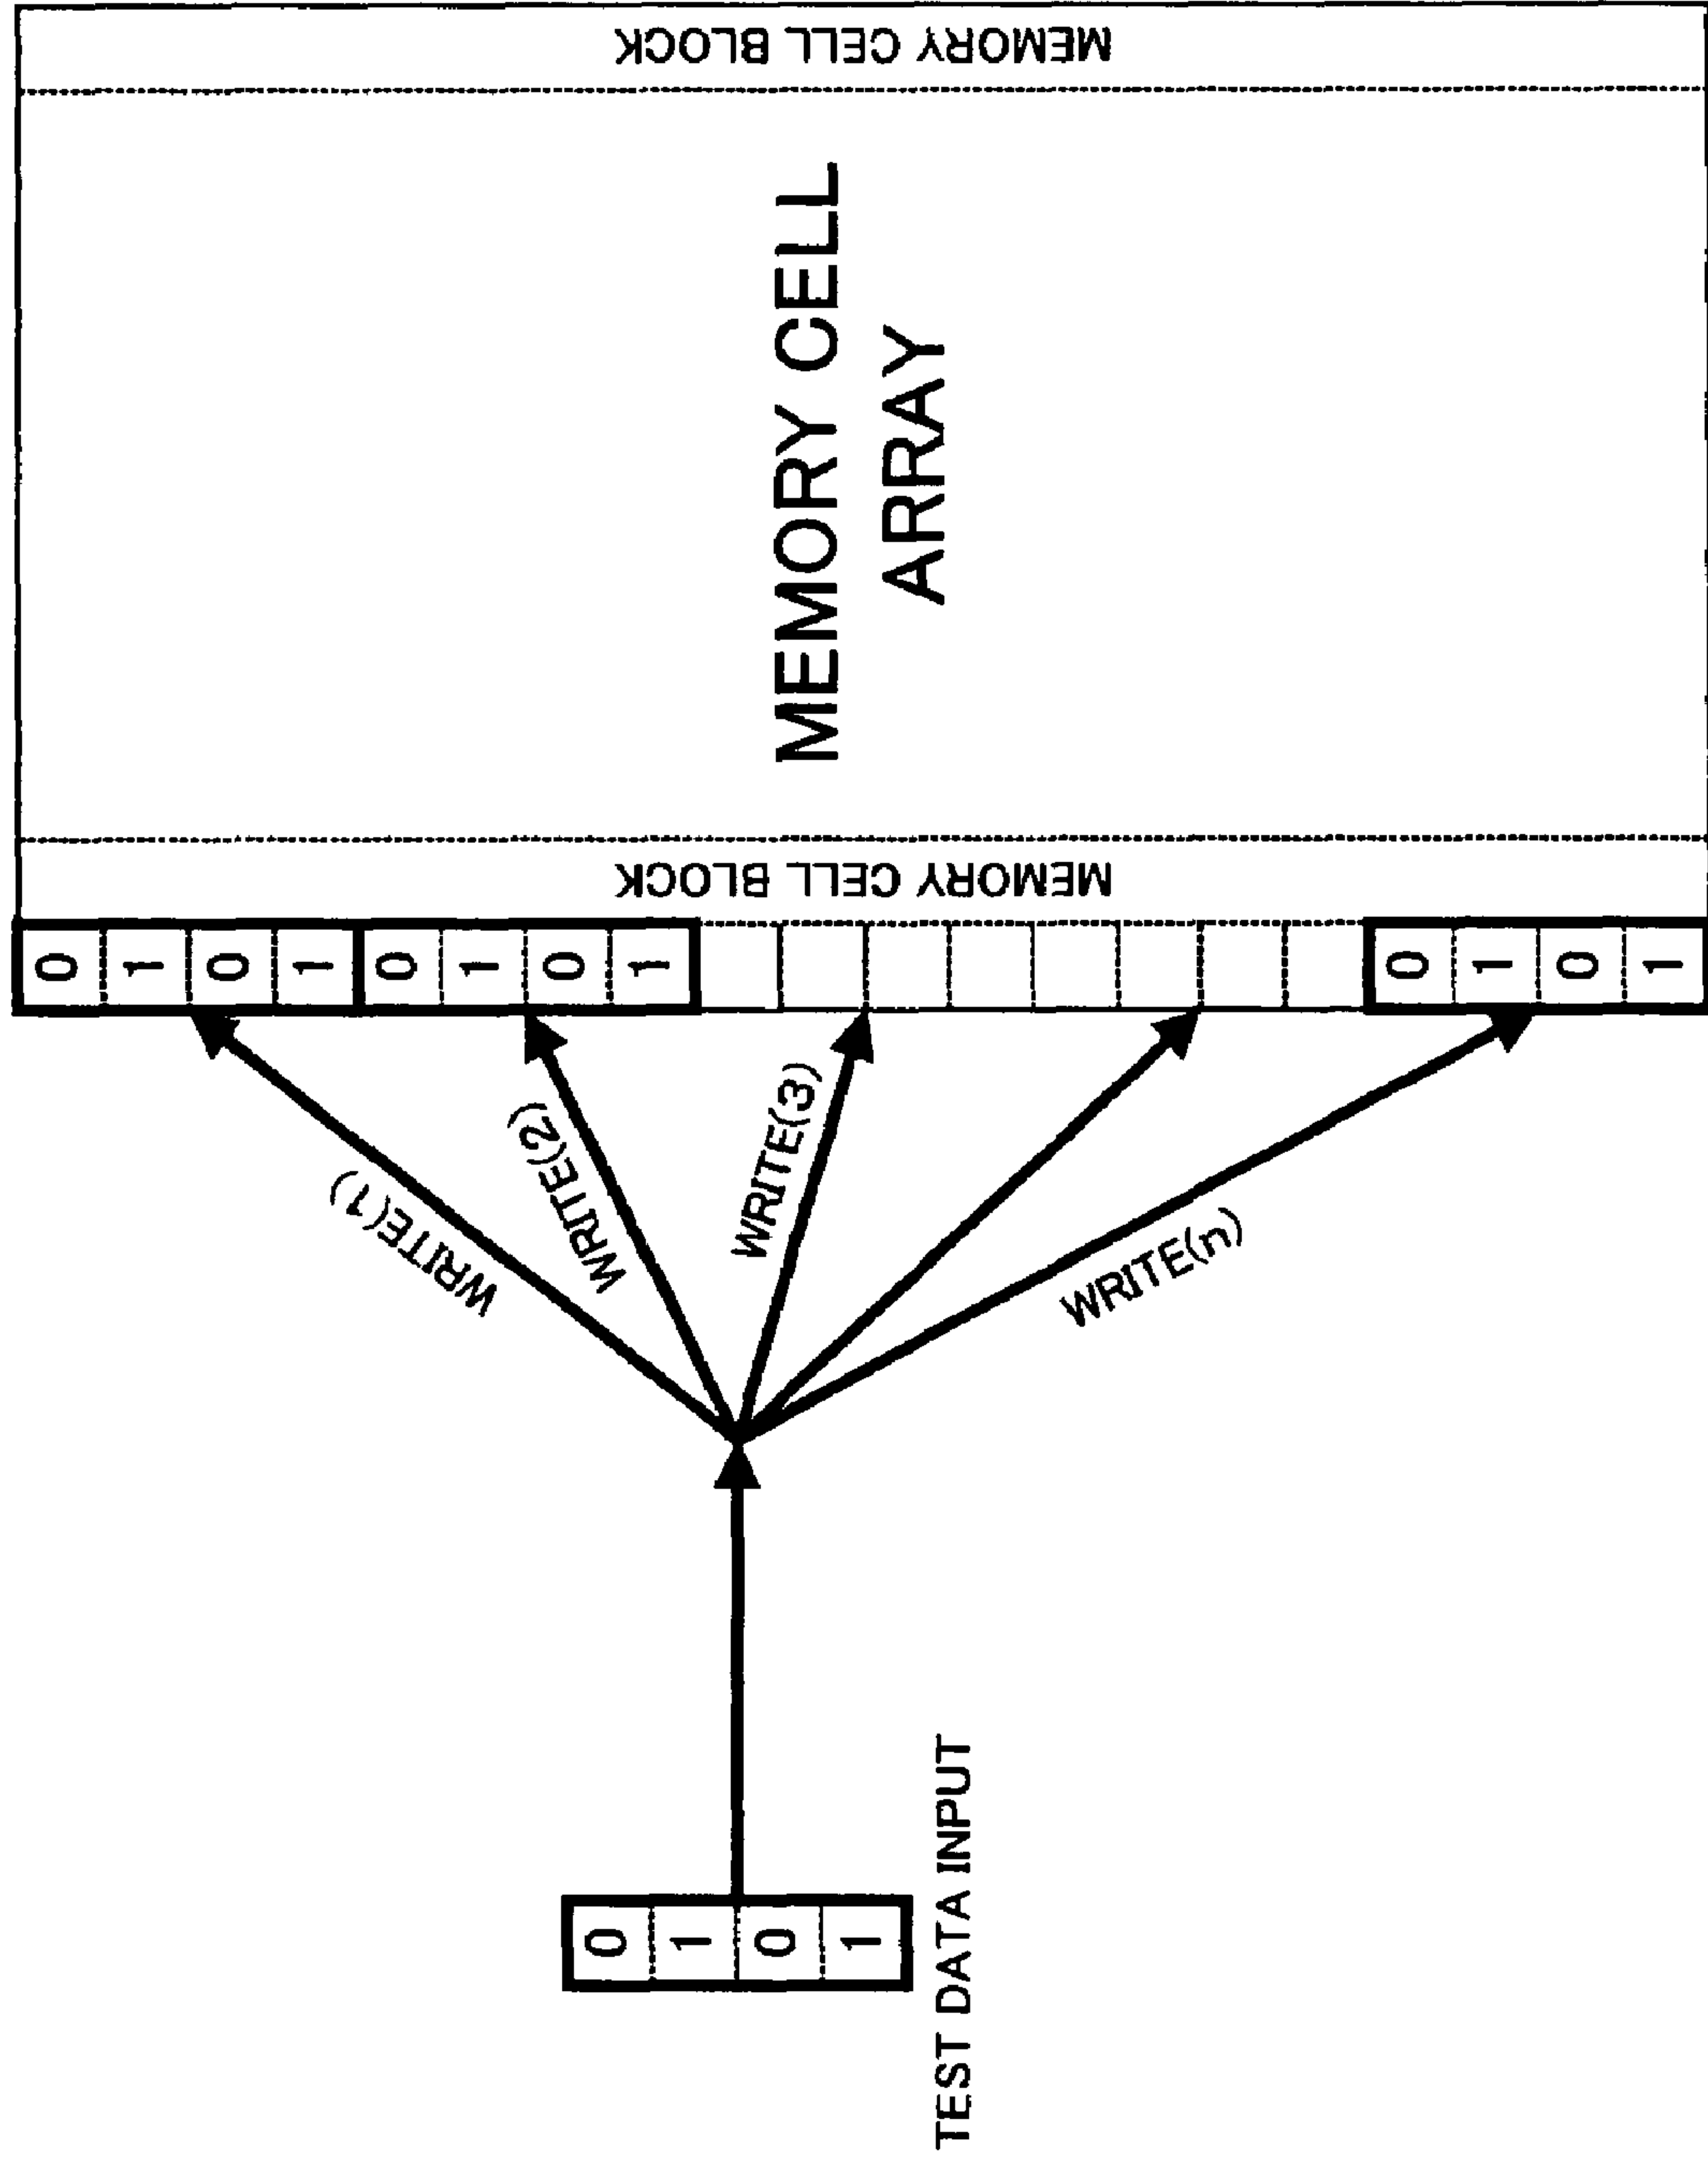 0 1 0 1
TEST DATA INPUT
WRITE(1)
WRITE(2)
WRITE(3)
WRITE(n)
0 1 0 1 0 1 0 1
0 1 0 1
MEMORY CELL BLOCK
MEMORY CELL
ARRAY
MEMORY CELL BLOCK